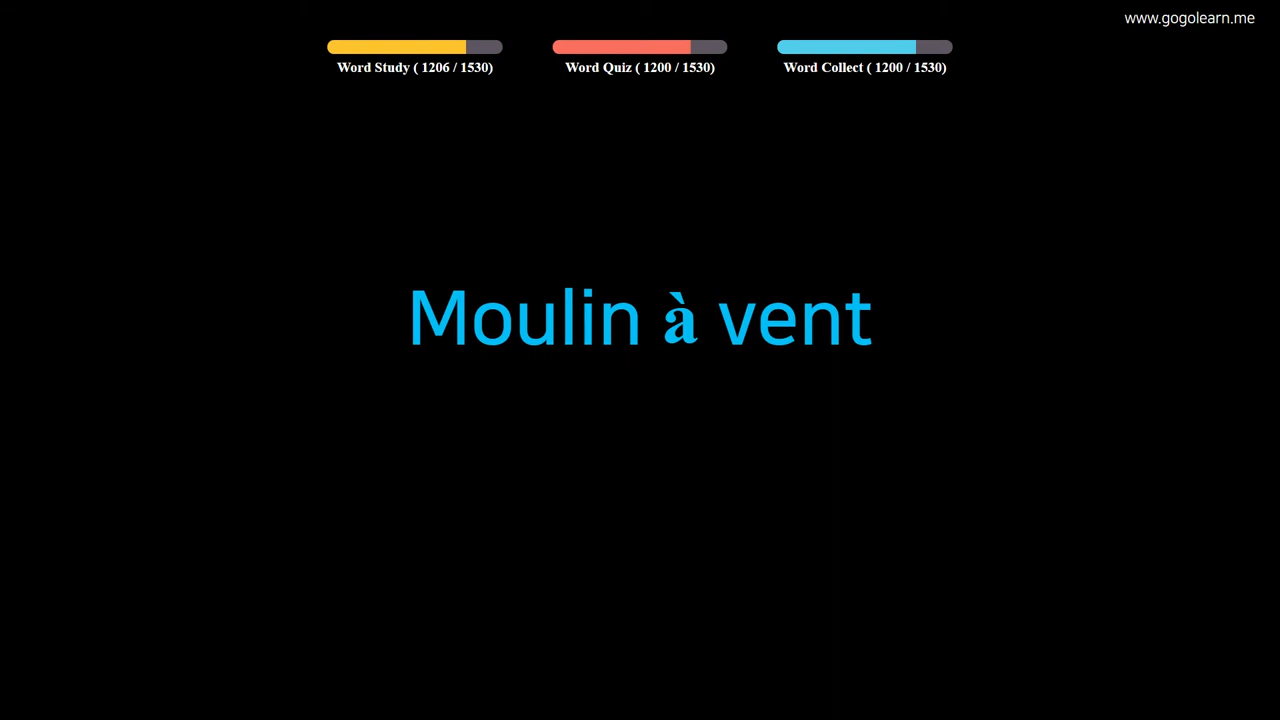 www.gogolearn.me
Word Study ( 1206 / 1530) Word Quiz ( 1200 / 1530) Word Collect ( 1200 / 1530)
Moulin à vent